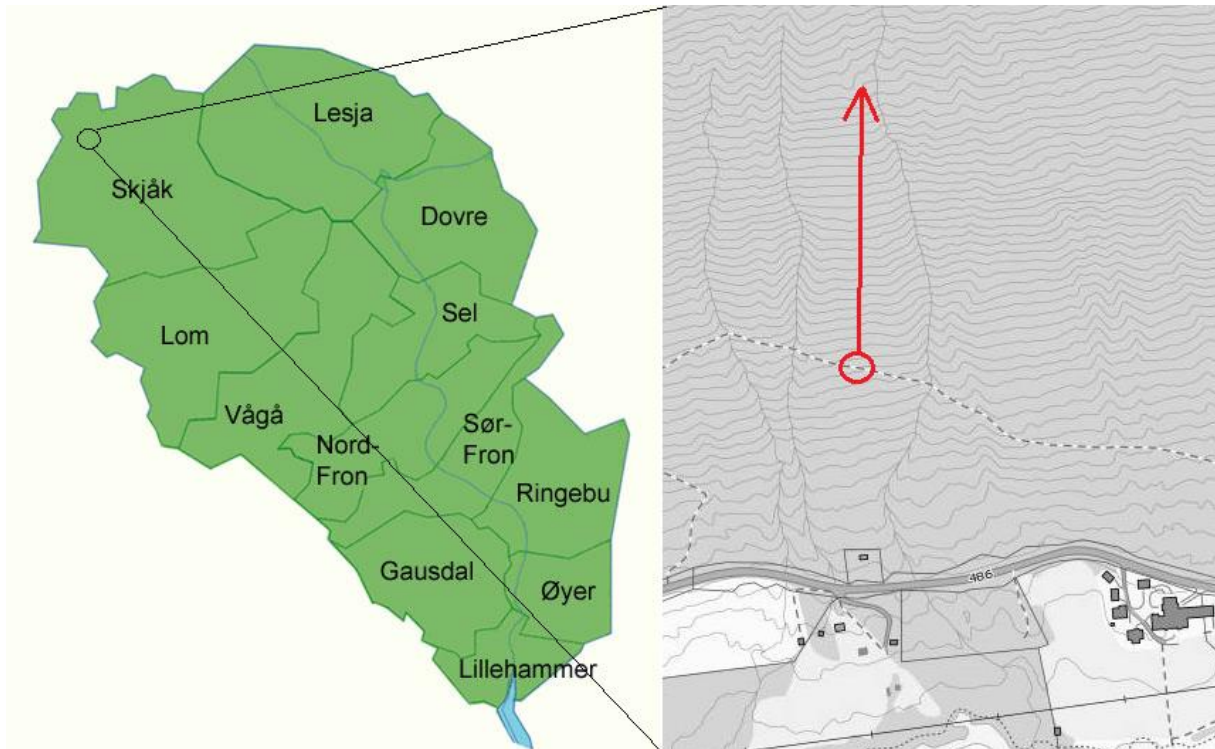 Lesja
Skjåk
Dovre
Sel
Lom
Vågå
Nord-
Fron
Sør-
Fron
Ringebu
Gausdal
Øyer
Lillehammer
486